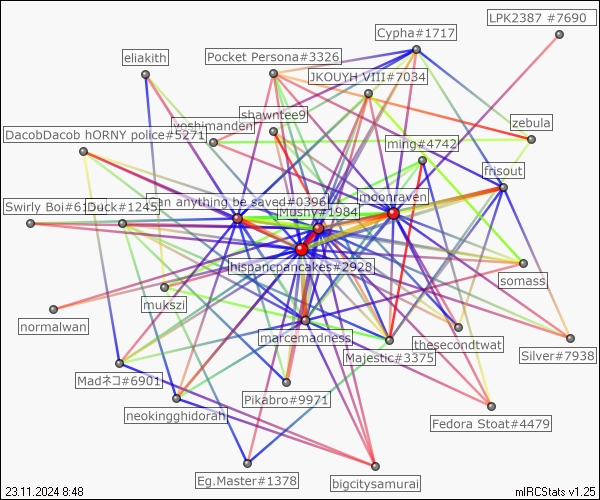 LPK2387 #7690
Cypha#1717
Pocket Persona#3326
eliakith
JKOUYH VIII#7034
shawntee9
zebula
yoshimanden
DacobDacob hORNY police#5271
ming#4742
frisout
moonraven
can anything be saved#0396
Swirly Boi#61
Duck#1245
Mushy#1984
hispancpancakes#2928
somass
mukszi
normalwan
marcemadness
thesecondtwat
Majestic#3375
Silver#7938
Madネコ#6901
Pikabro#9971
neokingghidorah
Fedora Stoat#4479
Eg.Master#1378
bigcitysamurai
23.11.2024 8:48
mIRCStats v1.25